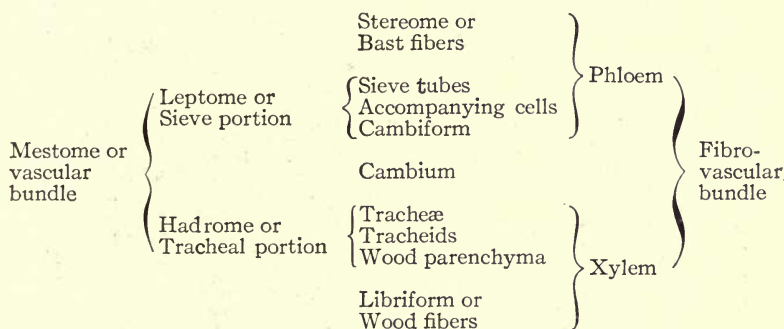 Stereome or
Bast fibers
Phloem
Leptome or
Sieve portion
Sieve tubes
Accompanying cells
Cambiform
Mestome or
vascular
bundle
Cambium
Fibro-
vascular
bundle
Hadrome or
Tracheal portion
Tracheæ
Tracheids
Wood parenchyma
Xylem
Libriform or
Wood fibers